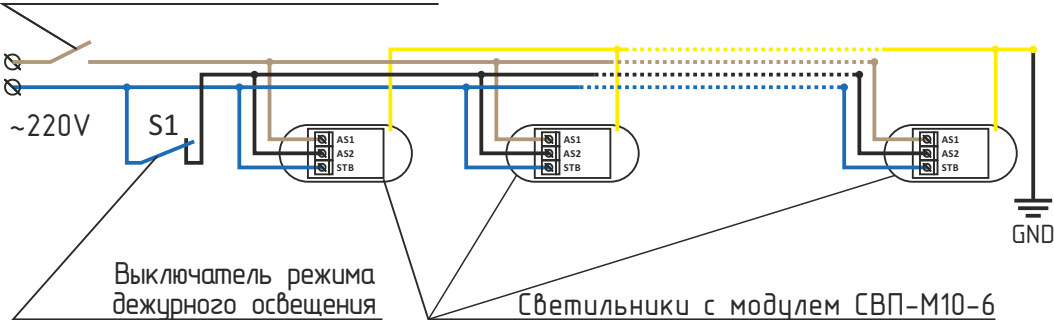 ~220V
S1
AS1
AS2
STB
AS1
AS2
STB
AS1
AS2
STB
GND
Выключатель режима
дежурного освещения
Светильники с модулем СВП-М10-6